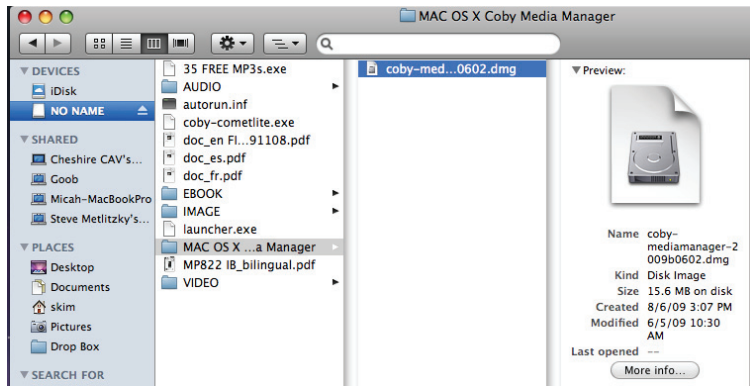 MAC OS X Coby Media Manager
DEVICES
iDisk
NO NAME
SHARED
Cheshire CAV's...
Goob
Micah-MacBookPro
Steve Metlitzky's...
PLACES
Desktop
Documents
skim
Pictures
Drop Box
SEARCH FOR
35 FREE MP3s.exe
AUDIO
autorun.inf
coby-cometlite.exe
doc_en FI...91108.pdf
doc_es.pdf
doc_fr.pdf
EBOOK
IMAGE
launcher.exe
MAC OS X ...a Manager
MP822 IB_bilingual.pdf
VIDEO
coby-med...0602.dmg
Preview:
Name coby-
mediamanager-2
009b0602.dmg
Kind Disk Image
Size 15.6 MB on disk
Created 8/6/09 3:07 PM
Modified 6/5/09 10:30
AM
Last opened --
More info...